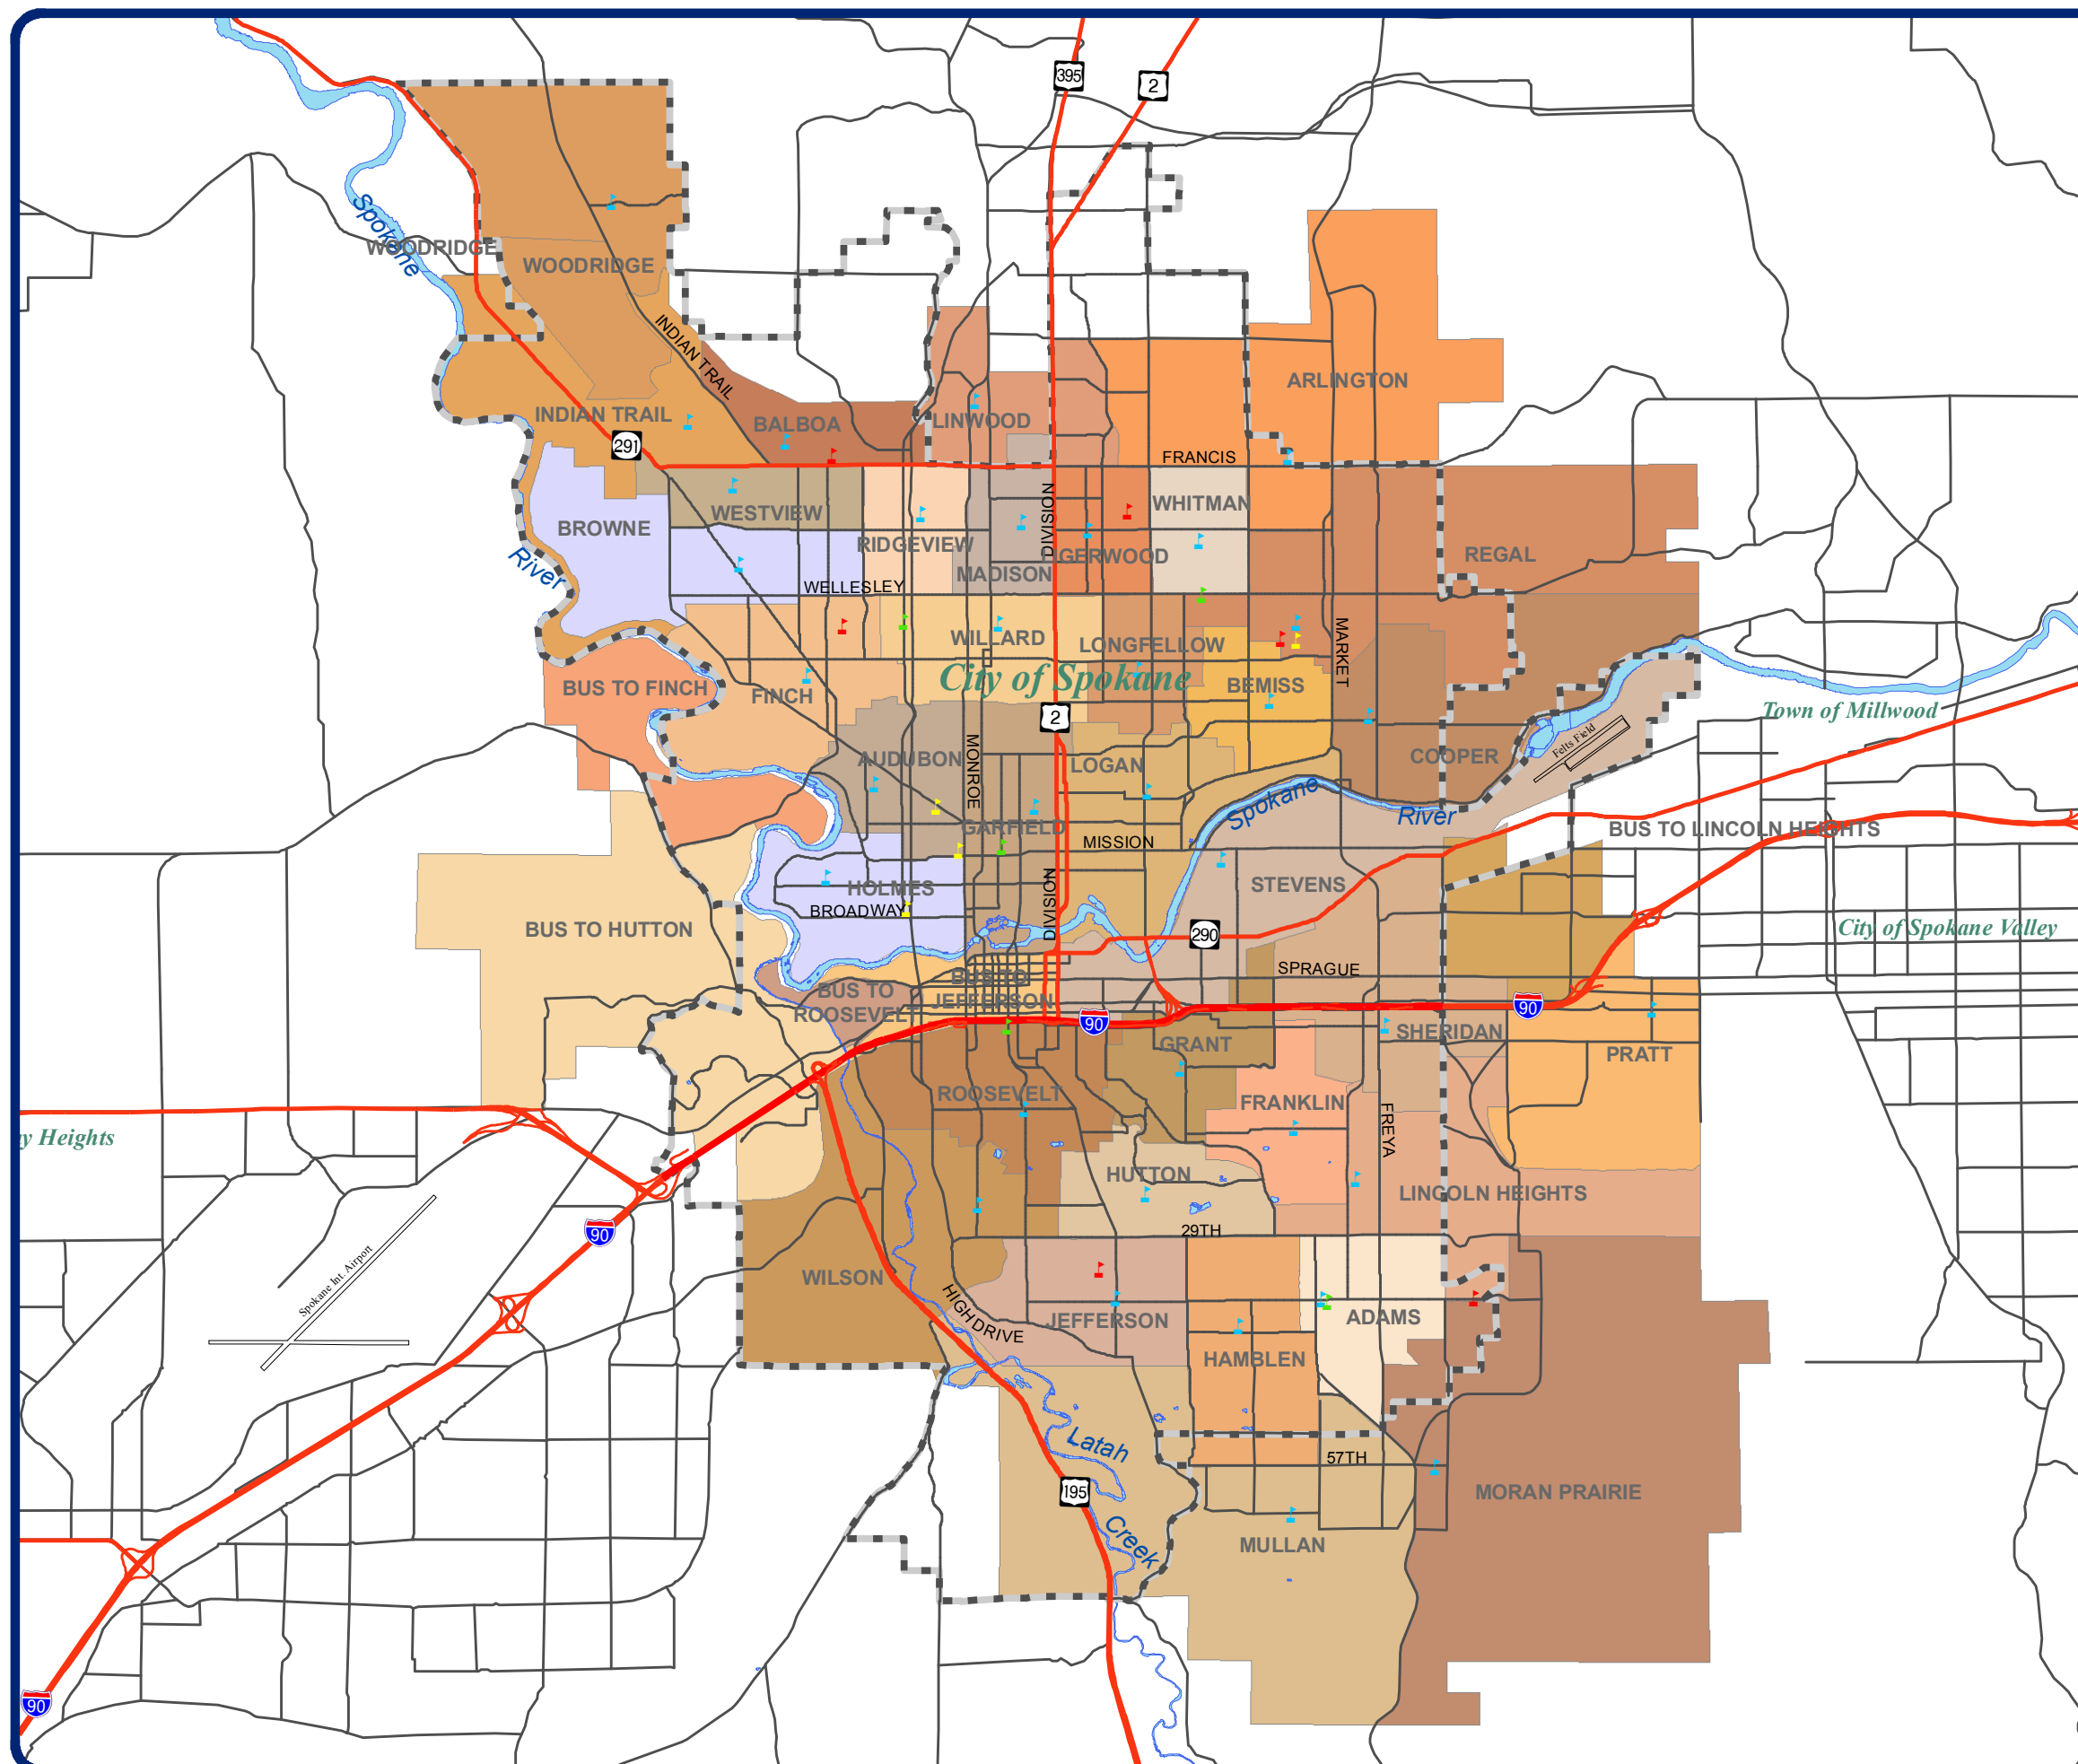 395
2
Spokane
WOODRIDGE
WOODRIDGE
INDIAN TRAIL
ARLINGTON
INDIAN TRAIL
BALBOA
LINWOOD
291
FRANCIS
WHITMAN
WESTVIEW
BROWNE
DIVISION
RIDGEVIEW
REGAL
River
MADISON
WELLESLEY
WILLARD
LONGFELLOW
MARKET
City of Spokane
BUS TO FINCH
FINCH
BEMISS
2
Town of Millwood
Felts Field
AUDUBON
MONROE
LOGAN
COOPER
Spokane
River
GARFIELD
MISSION
BUS TO LINCOLN HEIGHTS
HOLMES
STEVENS
BROADWAY
DIVISION
BUS TO HUTTON
290
City of Spokane Valley
SPRAGUE
BUS TO
JEFFERSON
BUS TO
ROOSEVELT
90
90
SHERIDAN
GRANT
PRATT
ROOSEVELT
FRANKLIN
FREYA
y Heights
HUTTON
LINCOLN HEIGHTS
29TH
90
Spokane Int. Airport
WILSON
HIGH DRIVE
JEFFERSON
ADAMS
HAMBLEN
Latah
57TH
195
MORAN PRAIRIE
Creek
MULLAN
90